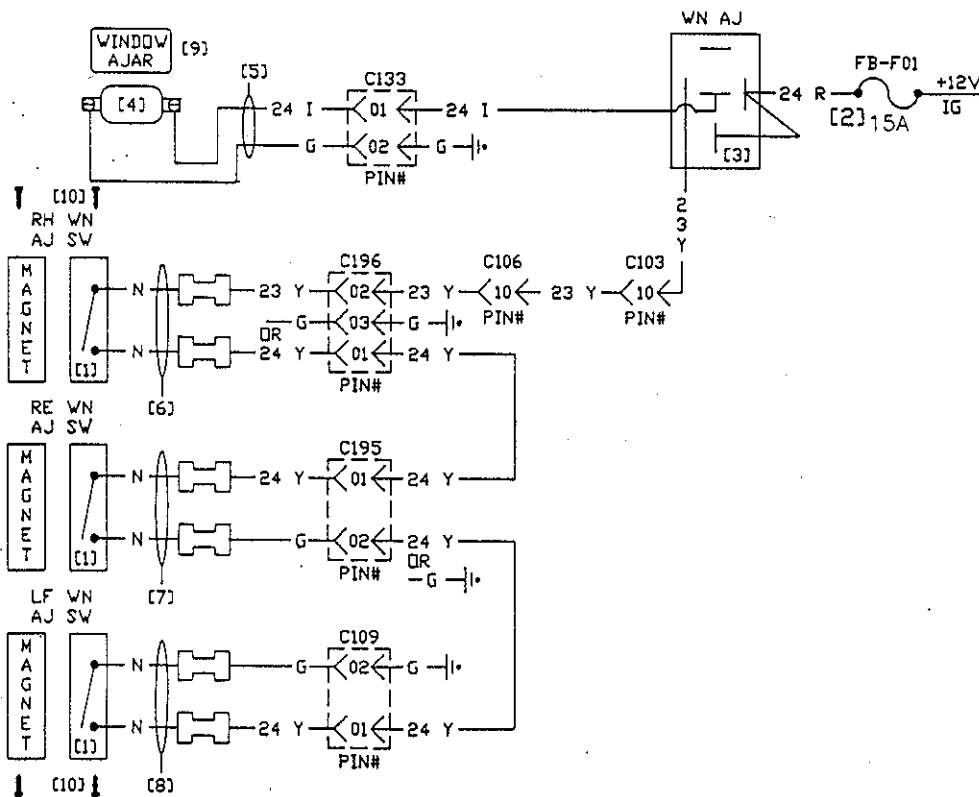 WN AJ
WINDOW
AJAR
[9]
FB-F01
+12V
IG
[5]
C133
[4]
24 I
01
24 I
24 R
[2] 15A
G
02
G
[3]
PIN#
[10]
RH WN
AJ SW
2
3
Y
C196
C106
C103
MAGNET
N
23 Y
02
23 Y
10
23 Y
10
PIN#
PIN#
G
03
G
OR
N
24 Y
01
24 Y
[1]
PIN#
[6]
RE WN
AJ SW
C195
MAGNET
N
24 Y
01
24 Y
N
G
02
24 Y
[1]
OR
PIN#
G
[7]
LF WN
AJ SW
C109
MAGNET
N
G
02
G
N
24 Y
01
24 Y
[1]
PIN#
[10]
[8]